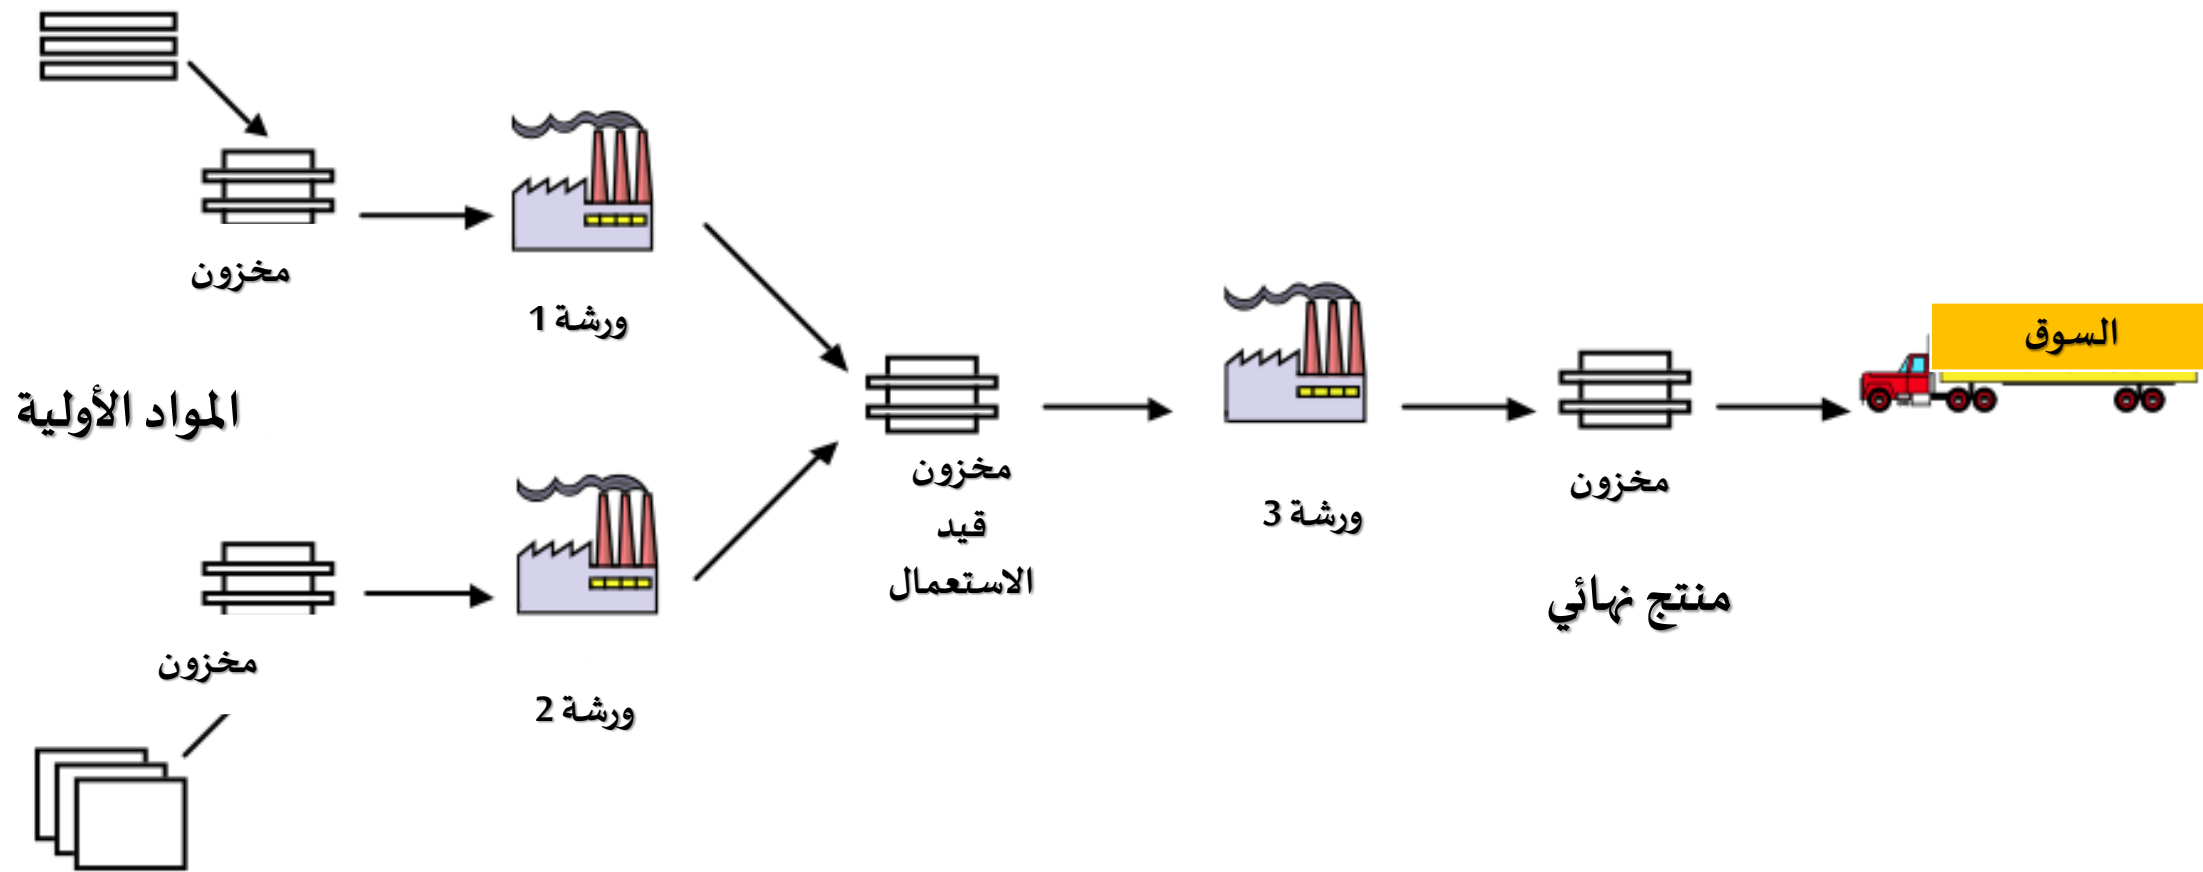 مخزون
ورشة 1
المواد الأولية
مخزون
ورشة 2
مخزون
قيد
الاستعمال
ورشة 3
مخزون
منتج نهائي
السوق